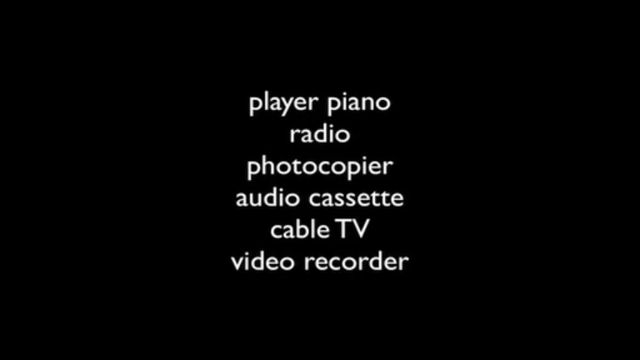 player piano
radio
photocopier
audio cassette
cable TV
video recorder